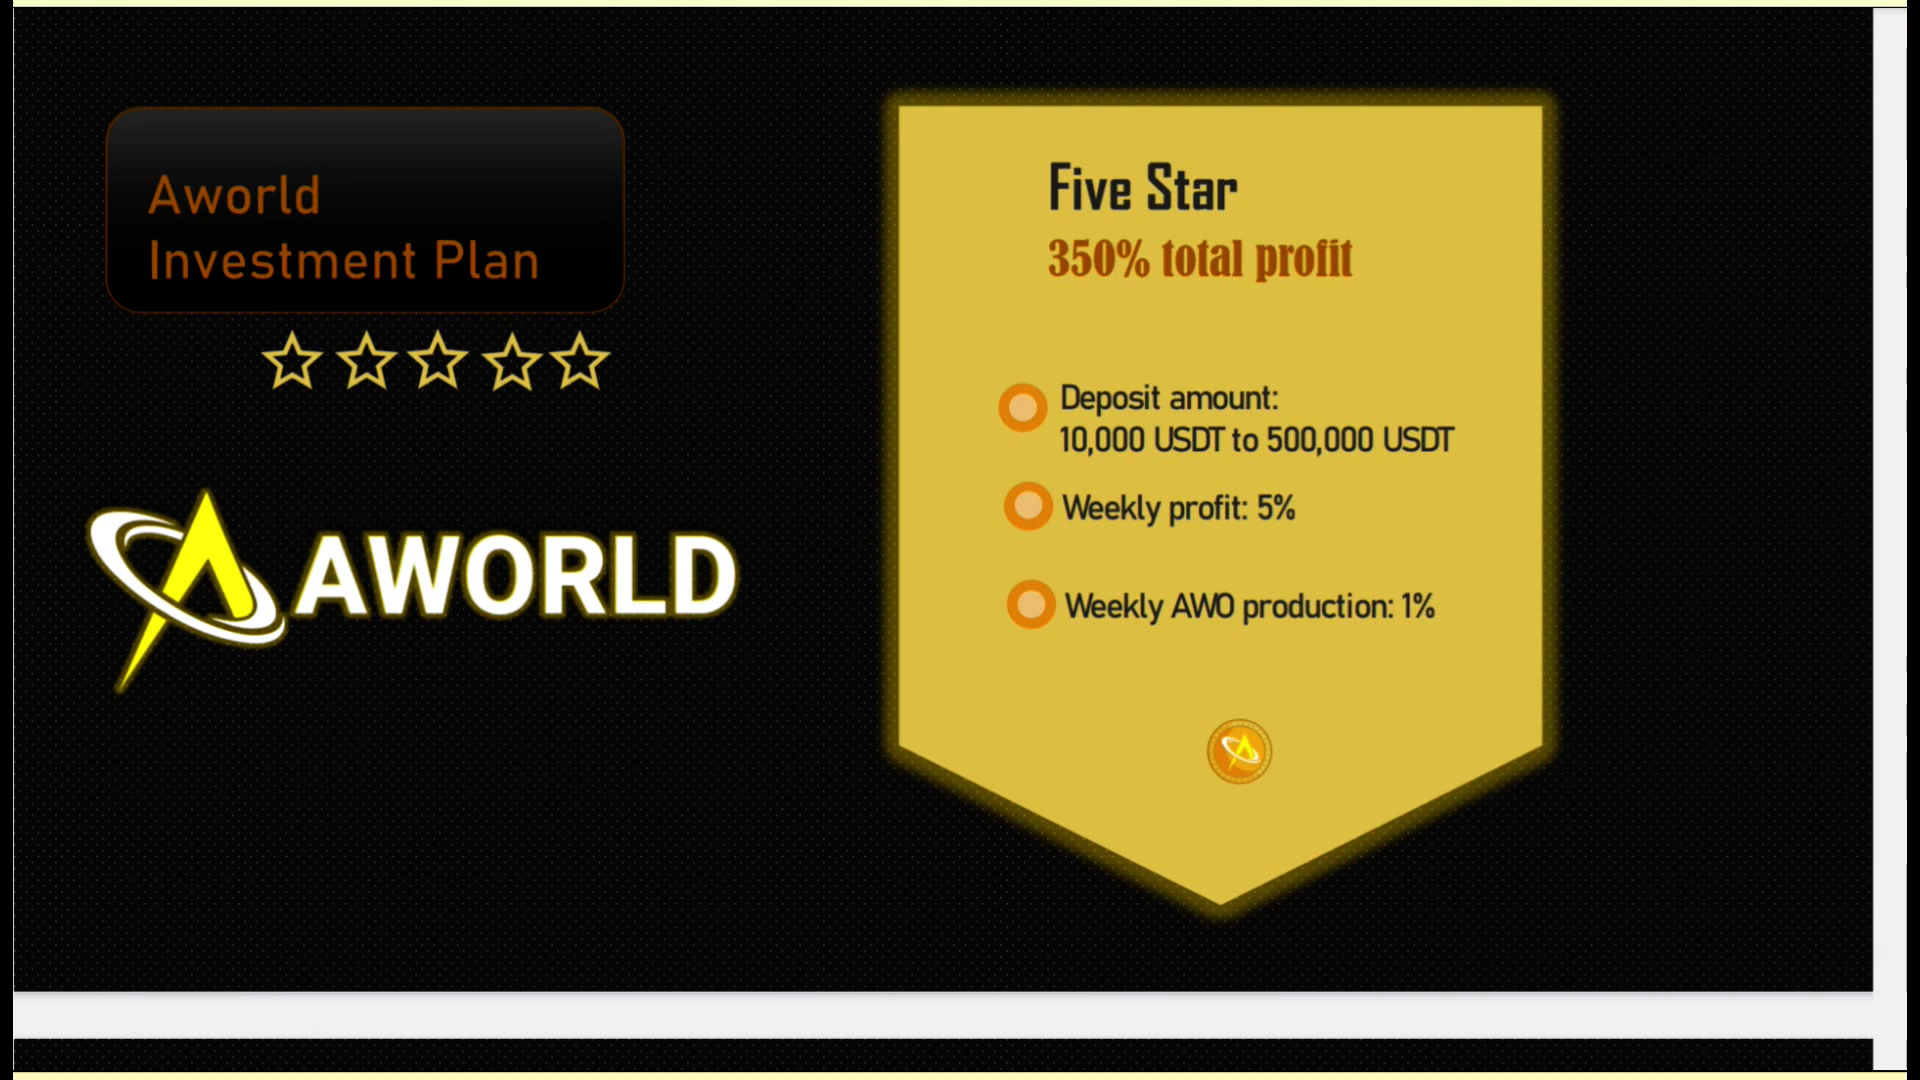 Aworld
Investment Plan
AWORLD
Five Star
350% total profit
Deposit amount:
10,000 USDT to 500,000 USDT
Weekly profit: 5%
Weekly AWO production: 1%